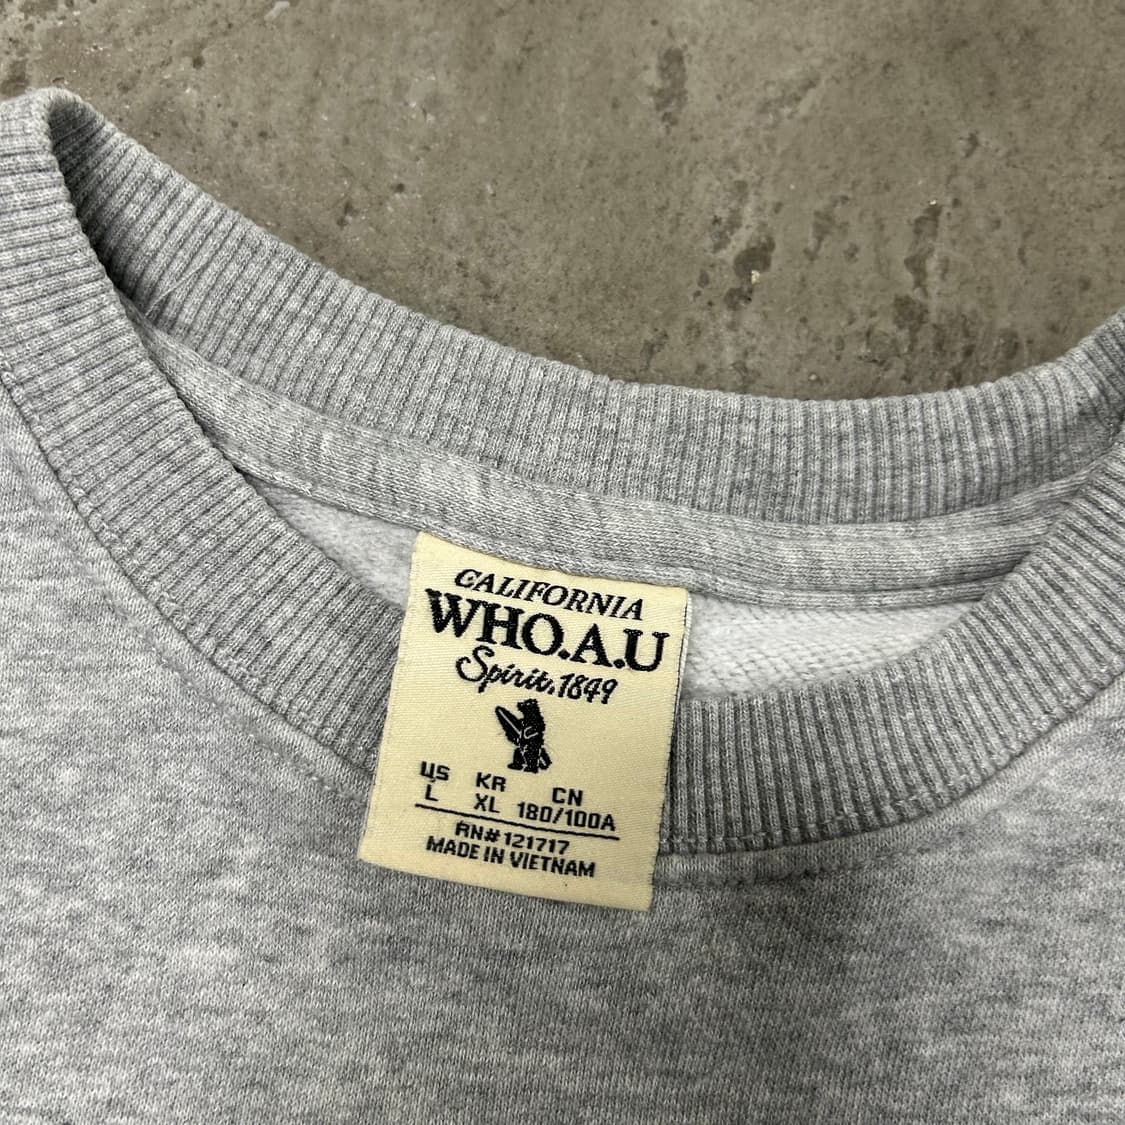 CALIFORNIA
WHO.A.U
Spirit.1849
US KR CN
L XL 180/100A
RN#121717
MADE IN VIETNAM